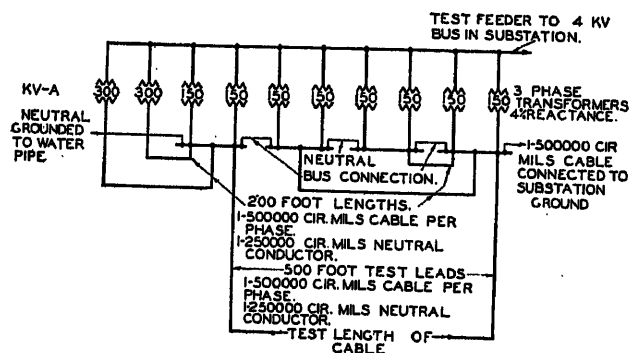 TEST FEEDER TO 4 KV
BUS IN SUBSTATION.
KV-A
300
300
150
150
150
150
150
150
150
150
3 PHASE
TRANSFORMERS
4% REACTANCE.
NEUTRAL
GROUNDED
TO WATER
PIPE.
NEUTRAL
BUS CONNECTION.
1-500000 CIR
MILS CABLE
CONNECTED TO
SUBSTATION
GROUND
200 FOOT LENGTHS.
1-500000 CIR. MILS CABLE PER
PHASE.
1-250000 CIR. MILS NEUTRAL
CONDUCTOR.
500 FOOT TEST LEADS
1-500000 CIR. MILS CABLE PER
PHASE.
1-250000 CIR. MILS NEUTRAL
CONDUCTOR.
TEST LENGTH OF
CABLE